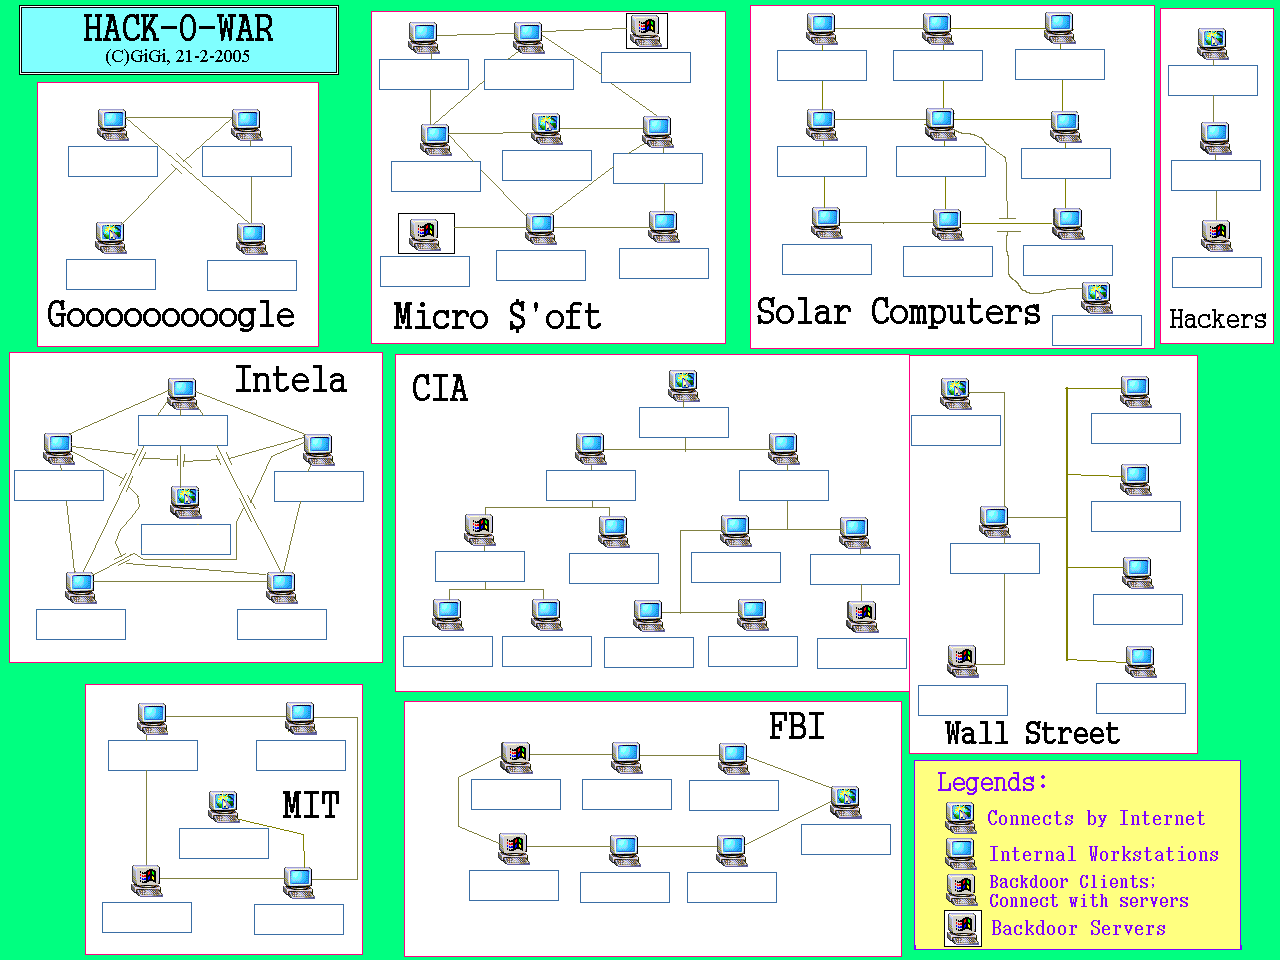 HACK-O-WAR
(C)GiGi, 21-2-2005
Gooooooooogle
Micro $'oft
Solar Computers
Hackers
Intela
CIA
Wall Street
MIT
FBI
Legends:
Connects by Internet
Internal Workstations
Backdoor Clients;
Connect with servers
Backdoor Servers